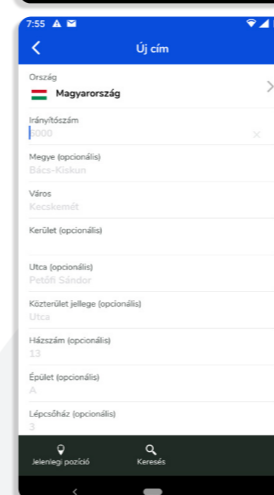 7:55
Új cím
Ország
Magyarország
Irányítószám
6000
Megye (opcionális)
Bács-Kiskun
Város
Kecskemét
Kerület (opcionális)
Utca (opcionális)
Petőfi Sándor
Közterület jellege (opcionális)
Utca
Házszám (opcionális)
13
Épület (opcionális)
A
Lépcsőház (opcionális)
3
Jelenlegi pozíció
Keresés